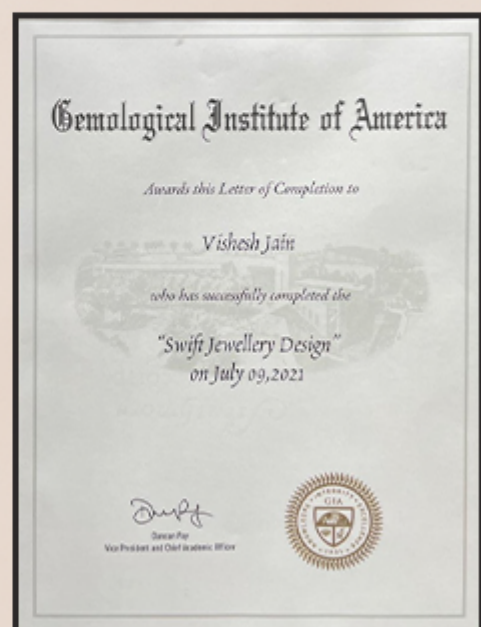 Gemological Institute of America
Awards this Letter of Completion to
Vishesh Jain
who has successfully completed the
"Swift Jewellery Design"
on July 09,2021
Duncan Pay
Vice President and Chief Academic Officer
GIA